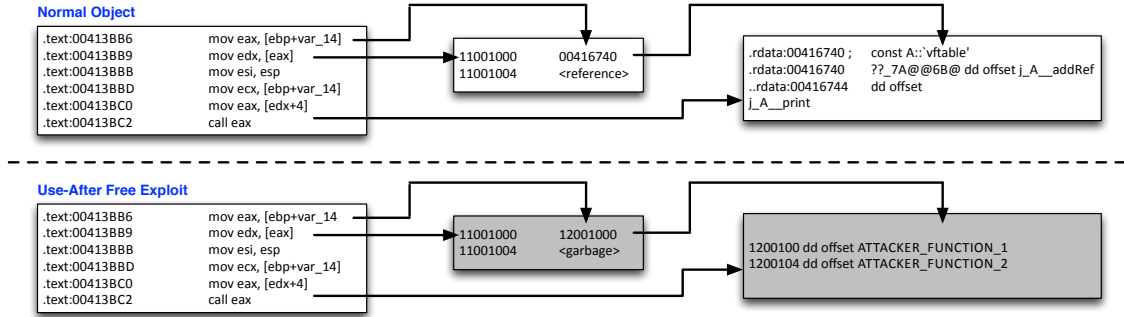 Normal Object
.text:00413BB6 mov eax, [ebp+var_14]
.text:00413BB9 mov edx, [eax]
.text:00413BBB mov esi, esp
.text:00413BBD mov ecx, [ebp+var_14]
.text:00413BC0 mov eax, [edx+4]
.text:00413BC2 call eax
11001000 00416740
11001004 <reference>
.rdata:00416740 ; const A::`vftable'
.rdata:00416740 ??_7A@@6B@ dd offset j_A__addRef
..rdata:00416744 dd offset
j_A__print
Use-After Free Exploit
.text:00413BB6 mov eax, [ebp+var_14
.text:00413BB9 mov edx, [eax]
.text:00413BBB mov esi, esp
.text:00413BBD mov ecx, [ebp+var_14]
.text:00413BC0 mov eax, [edx+4]
.text:00413BC2 call eax
11001000 12001000
11001004 <garbage>
1200100 dd offset ATTACKER_FUNCTION_1
1200104 dd offset ATTACKER_FUNCTION_2